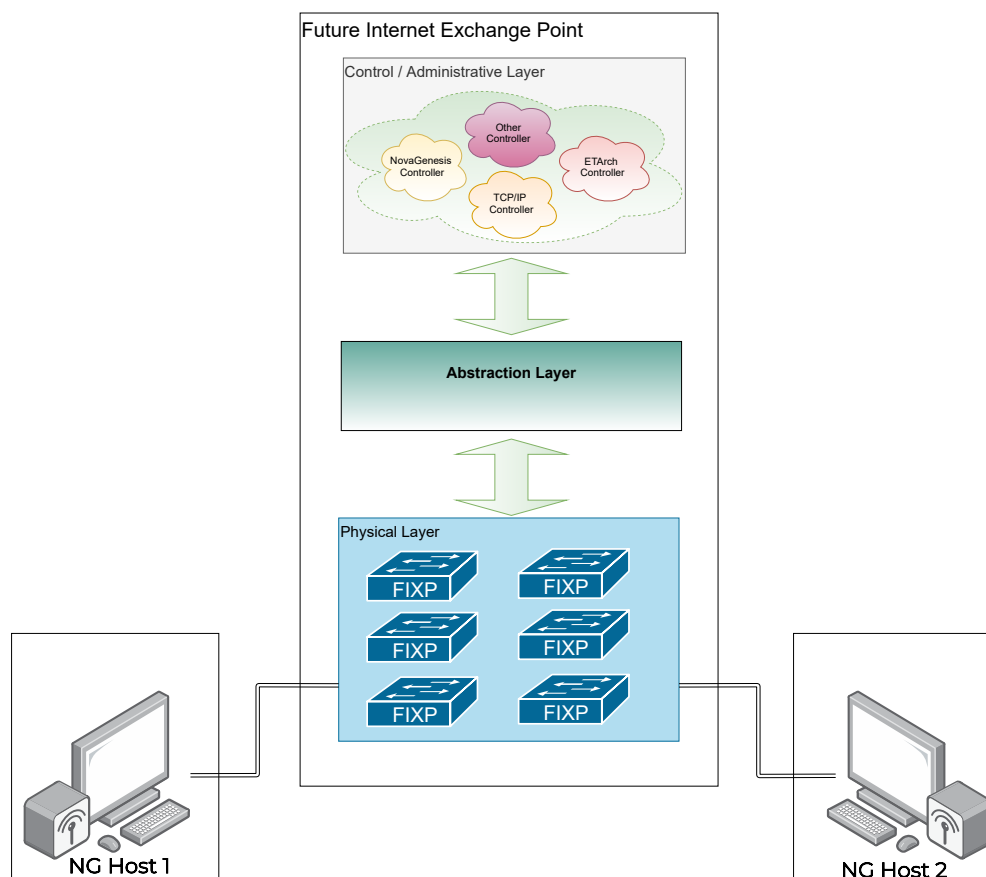 Future Internet Exchange Point
Control / Administrative Layer
Other
Controller
NovaGenesis
Controller
ETArch
Controller
TCP/IP
Controller
Abstraction Layer
Physical Layer
FIXP
FIXP
FIXP
FIXP
FIXP
FIXP
NG Host 1
NG Host 2